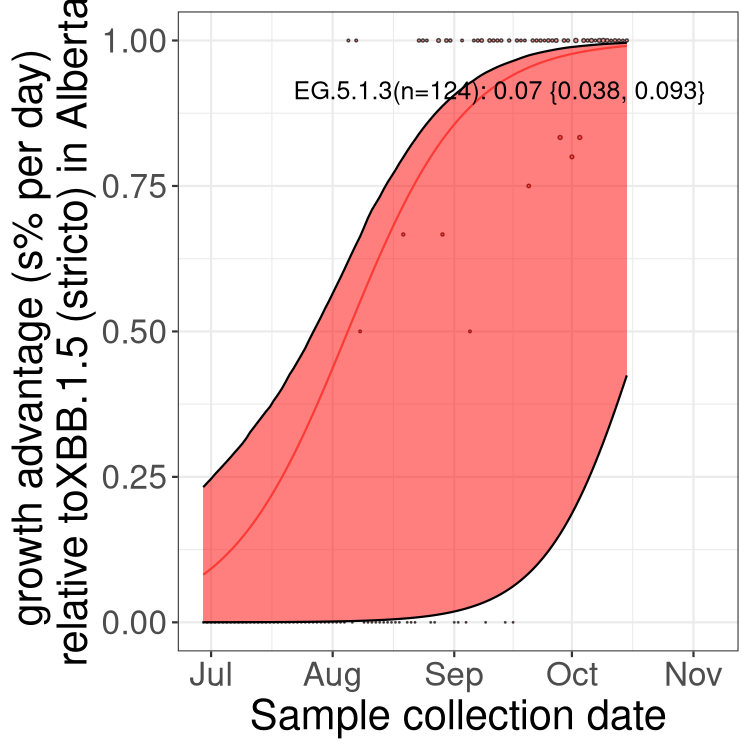 growth advantage (s% per day)
relative toXBB.1.5 (stricto) in Alberta
1.00
0.75
0.50
0.25
0.00
EG.5.1.3(n=124): 0.07 {0.038, 0.093}
Jul Aug Sep Oct Nov
Sample collection date